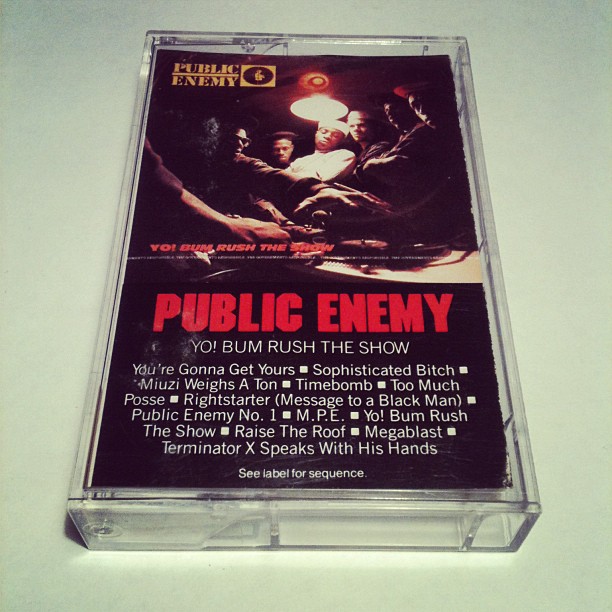 PUBLIC
ENEMY
YO! BUM RUSH THE SHOW
PUBLIC ENEMY
YO! BUM RUSH THE SHOW
You're Gonna Get Yours ■ Sophisticated Bitch ■
Miuzi Weighs A Ton ■ Timebomb ■ Too Much
Posse ■ Rightstarter (Message to a Black Man) ■
Public Enemy No. 1 ■ M.P.E. ■ Yo! Bum Rush
The Show ■ Raise The Roof ■ Megablast ■
Terminator X Speaks With His Hands
See label for sequence.